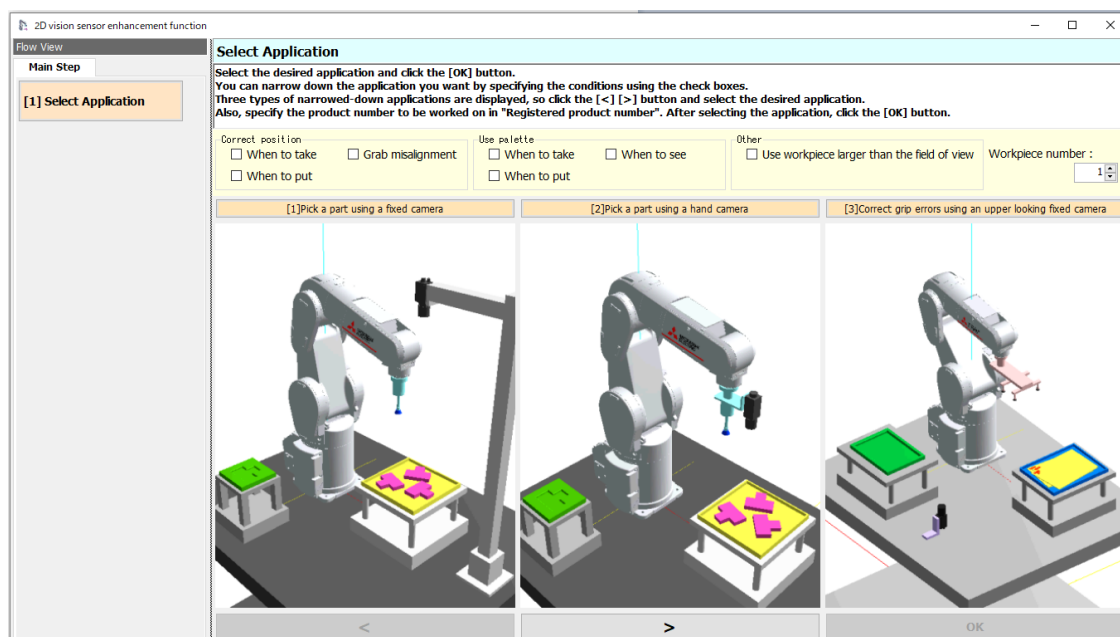 2D vision sensor enhancement function
Flow View
Main Step
[1] Select Application
Select Application
Select the desired application and click the [OK] button.
You can narrow down the application you want by specifying the conditions using the check boxes.
Three types of narrowed-down applications are displayed, so click the [<] [>] button and select the desired application.
Also, specify the product number to be worked on in "Registered product number". After selecting the application, click the [OK] button.
Correct position
When to take
Grab misalignment
When to put
Use palette
When to take
When to see
When to put
Other
Use workpiece larger than the field of view
Workpiece number :
1
[1]Pick a part using a fixed camera
[2]Pick a part using a hand camera
[3]Correct grip errors using an upper looking fixed camera
<
>
OK